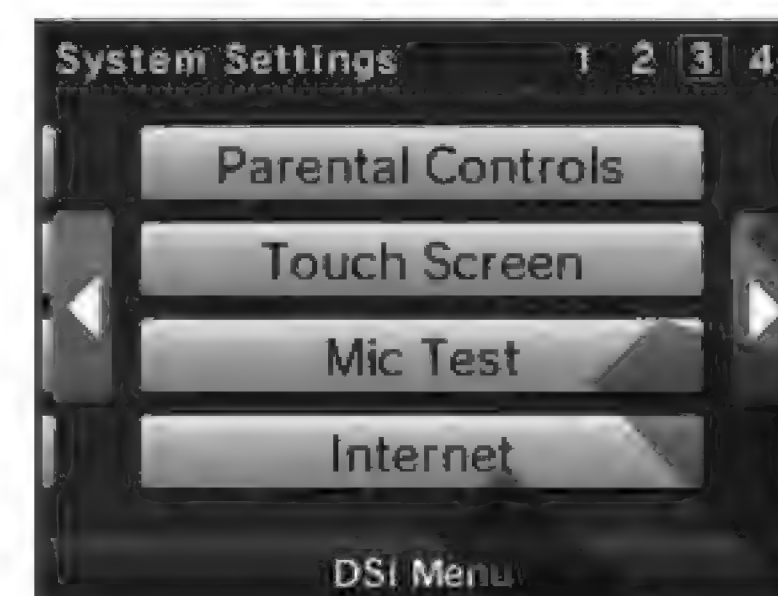 System Settings 1 2 3 4
Parental Controls
Touch Screen
Mic Test
Internet
DSi Menu